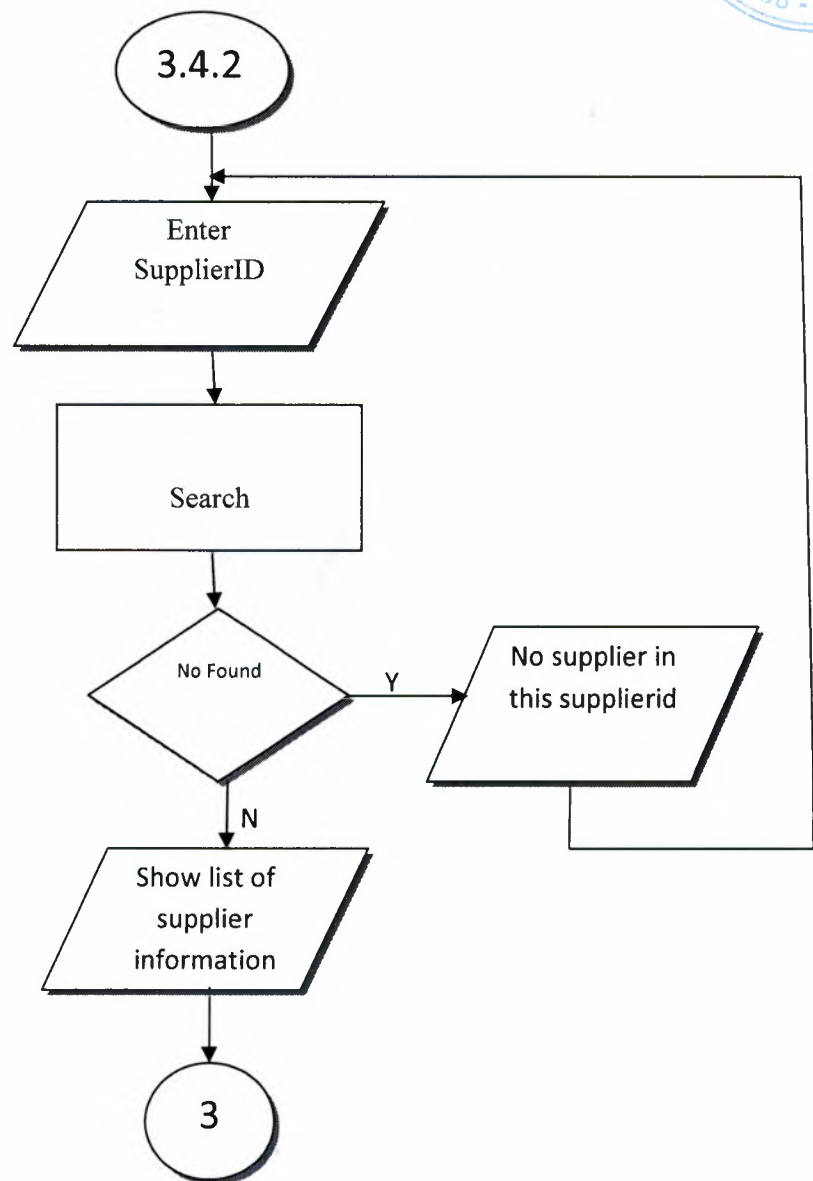 3.4.2
Enter
SupplierID
Search
No Found
Y
No supplier in
this supplierid
N
Show list of
supplier
information
3